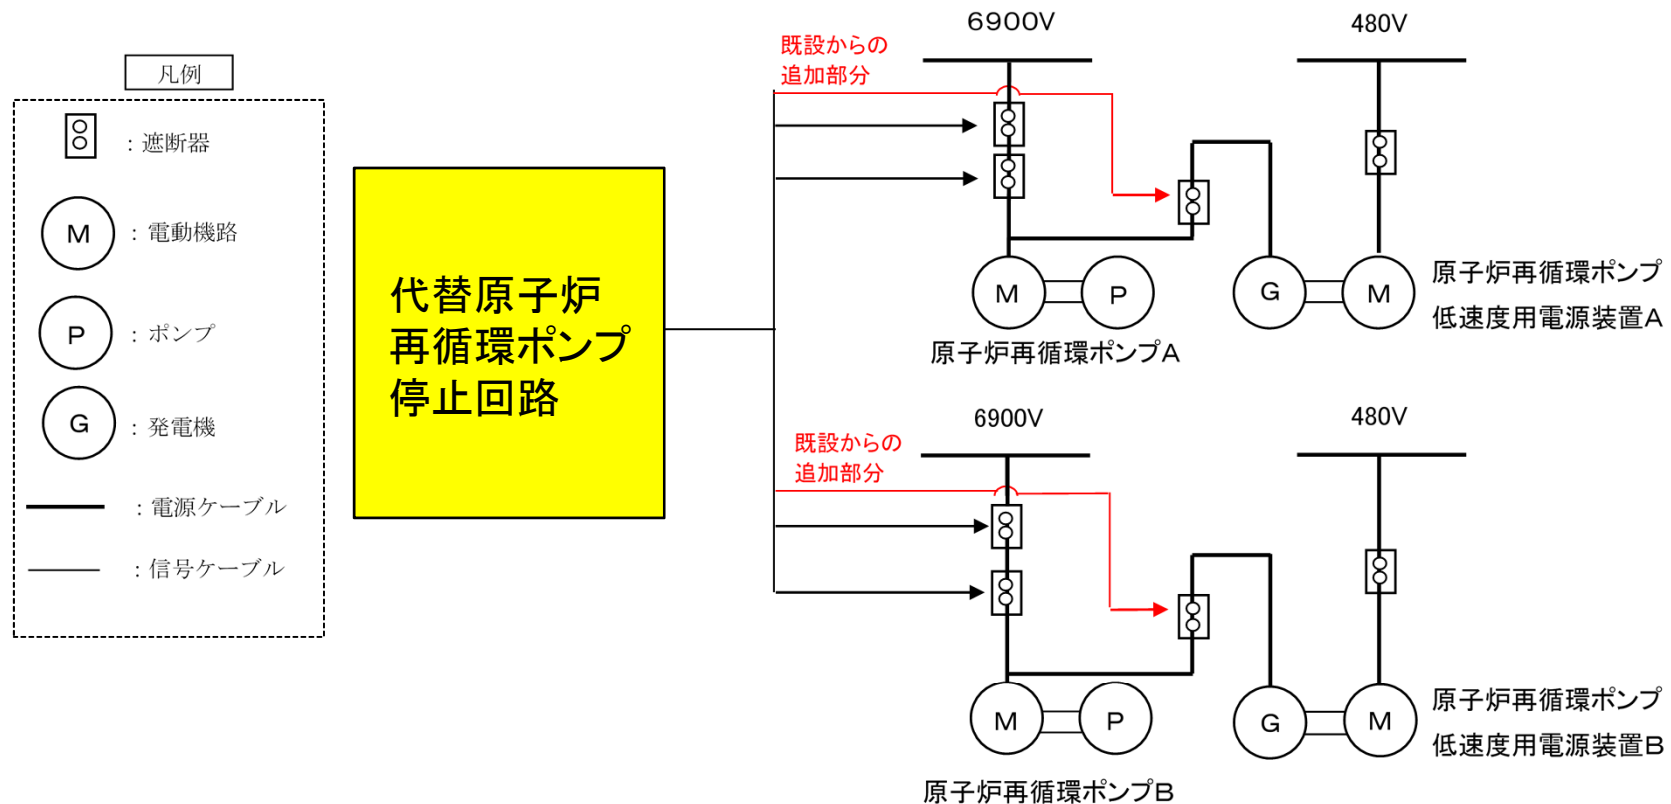 凡例
：遮断器
M
：電動機路
P
：ポンプ
G
：発電機
：電源ケーブル
：信号ケーブル
代替原子炉
再循環ポンプ
停止回路
既設からの
追加部分
6900V
480V
M
P
G
M
原子炉再循環ポンプA
原子炉再循環ポンプ
低速度用電源装置A
既設からの
追加部分
6900V
480V
M
P
G
M
原子炉再循環ポンプB
原子炉再循環ポンプ
低速度用電源装置B